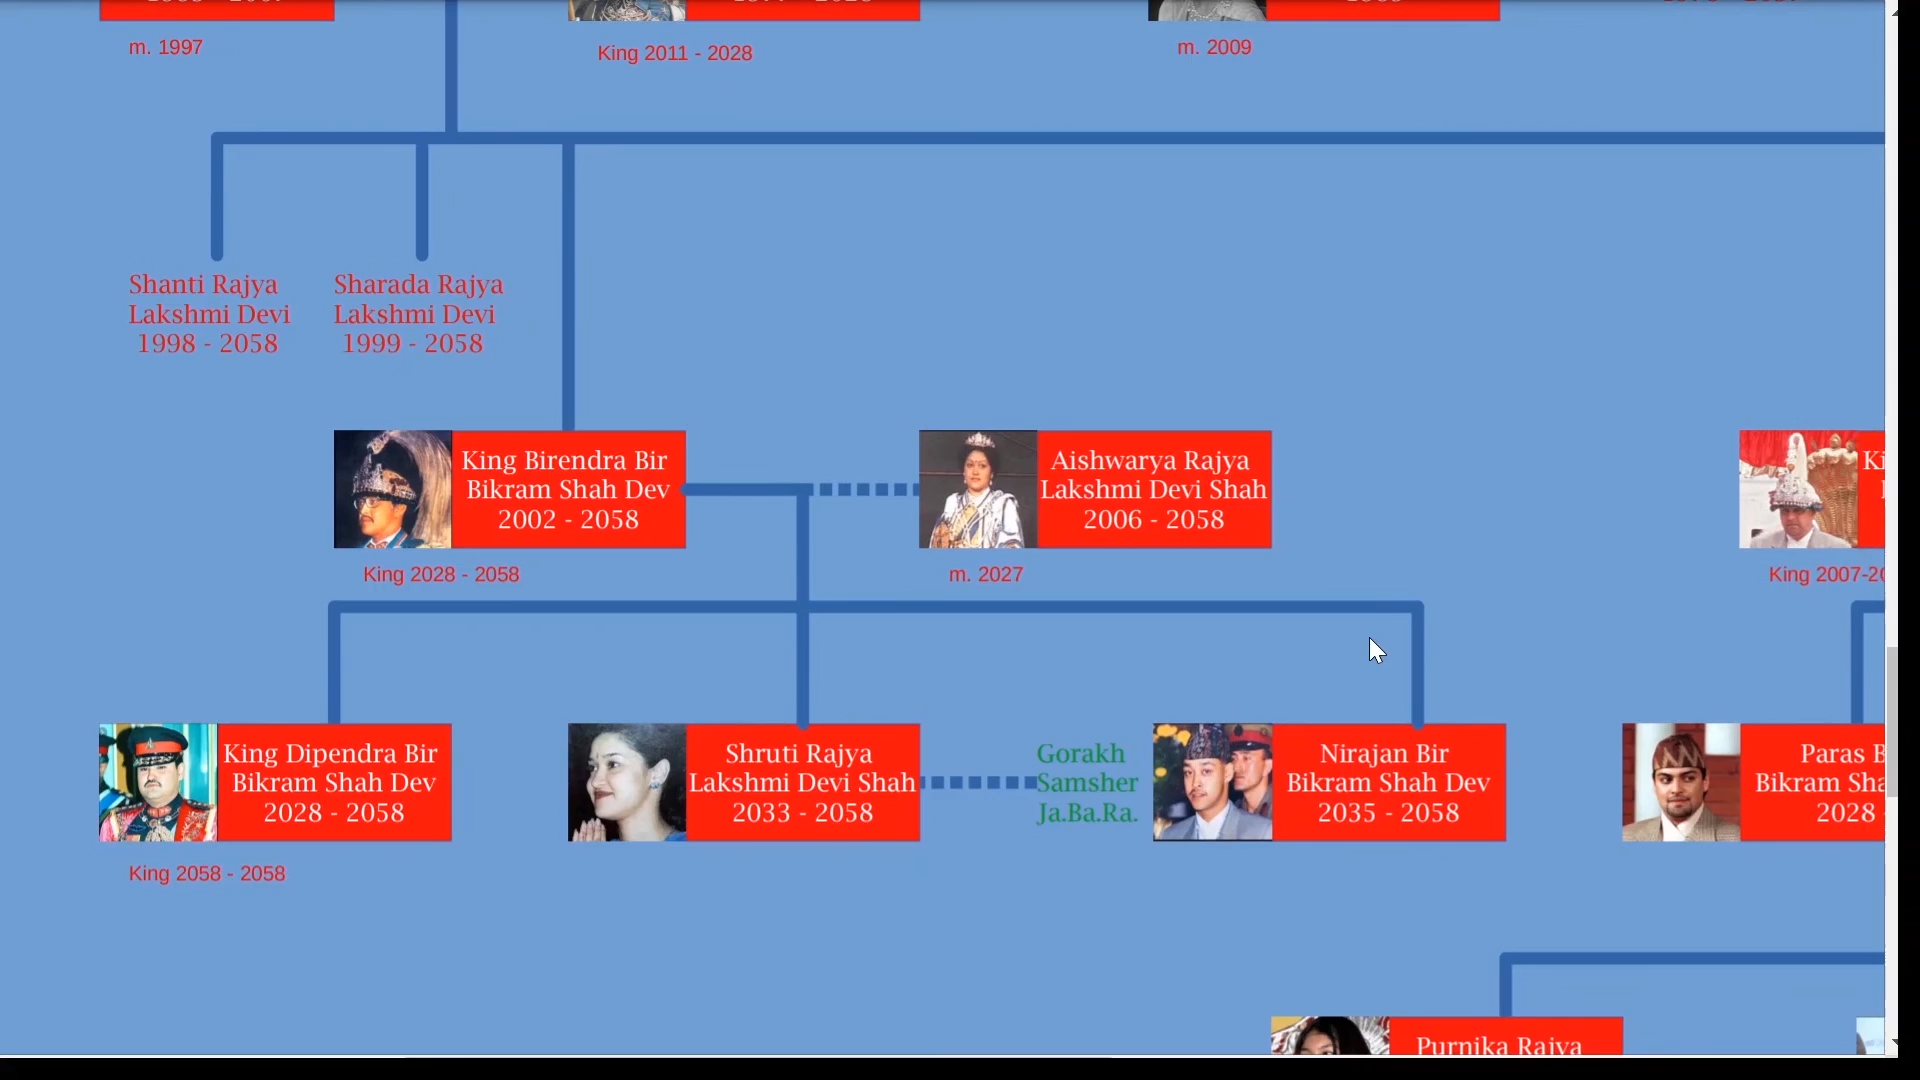 m. 1997
King 2011 - 2028
m. 2009
Shanti Rajya
Lakshmi Devi
1998 - 2058
Sharada Rajya
Lakshmi Devi
1999 - 2058
King Birendra Bir
Bikram Shah Dev
2002 - 2058
King 2028 - 2058
Aishwarya Rajya
Lakshmi Devi Shah
2006 - 2058
m. 2027
King 2007-20
King Dipendra Bir
Bikram Shah Dev
2028 - 2058
King 2058 - 2058
Shruti Rajya
Lakshmi Devi Shah
2033 - 2058
Gorakh
Samsher
Ja.Ba.Ra.
Nirajan Bir
Bikram Shah Dev
2035 - 2058
Paras B
Bikram Sha
2028 -
Purnika Rajya